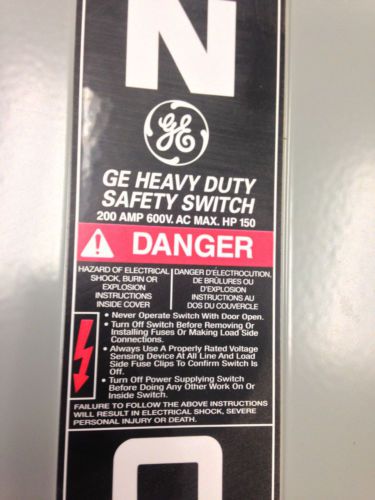 N
GE
GE HEAVY DUTY
SAFETY SWITCH
200 AMP 600V. AC MAX. HP 150
DANGER
HAZARD OF ELECTRICAL
SHOCK, BURN OR
EXPLOSION
INSTRUCTIONS
INSIDE COVER
DANGER D'ÉLECTROCUTION,
DE BRÛLURES OU
D'EXPLOSION
INSTRUCTIONS AU
DOS DU COUVERCLE
• Never Operate Switch With Door Open.
• Turn Off Switch Before Removing Or
Installing Fuses Or Making Load Side
Connections.
• Always Use A Properly Rated Voltage
Sensing Device At All Line And Load
Side Fuse Clips To Confirm Switch Is
Off.
• Turn Off Power Supplying Switch
Before Doing Any Other Work On Or
Inside Switch.
FAILURE TO FOLLOW THE ABOVE INSTRUCTIONS
WILL RESULT IN ELECTRICAL SHOCK, SEVERE
PERSONAL INJURY OR DEATH.